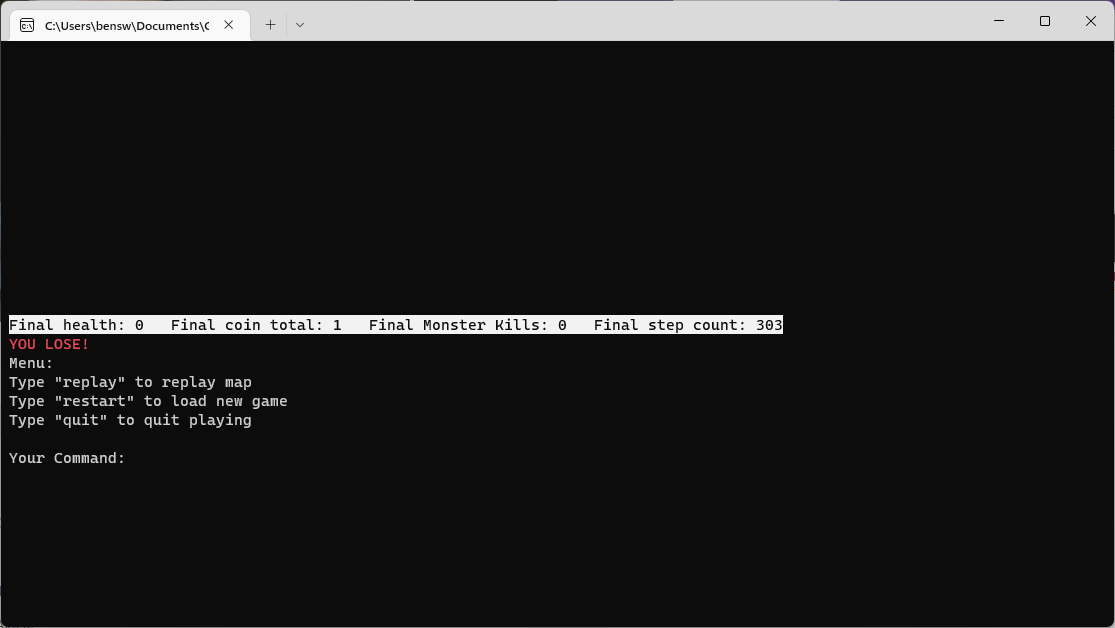 C:\Users\bensw\Documents\C
Final health: 0   Final coin total: 1   Final Monster Kills: 0   Final step count: 303
YOU LOSE!
Menu:
Type "replay" to replay map
Type "restart" to load new game
Type "quit" to quit playing
Your Command: